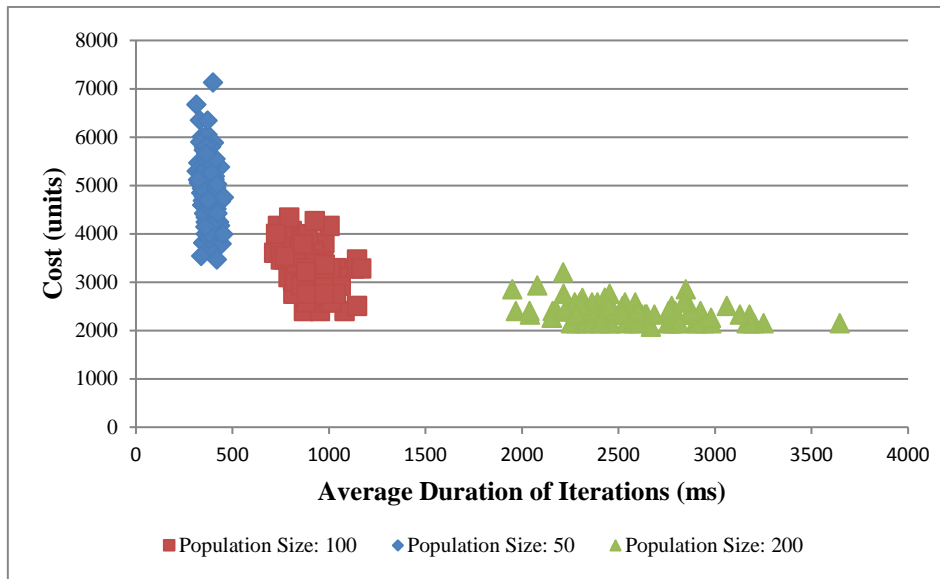 8000
7000
6000
5000
4000
3000
2000
1000
0
Cost (units)
0 500 1000 1500 2000 2500 3000 3500 4000
Average Duration of Iterations (ms)
Population Size: 100 Population Size: 50 Population Size: 200